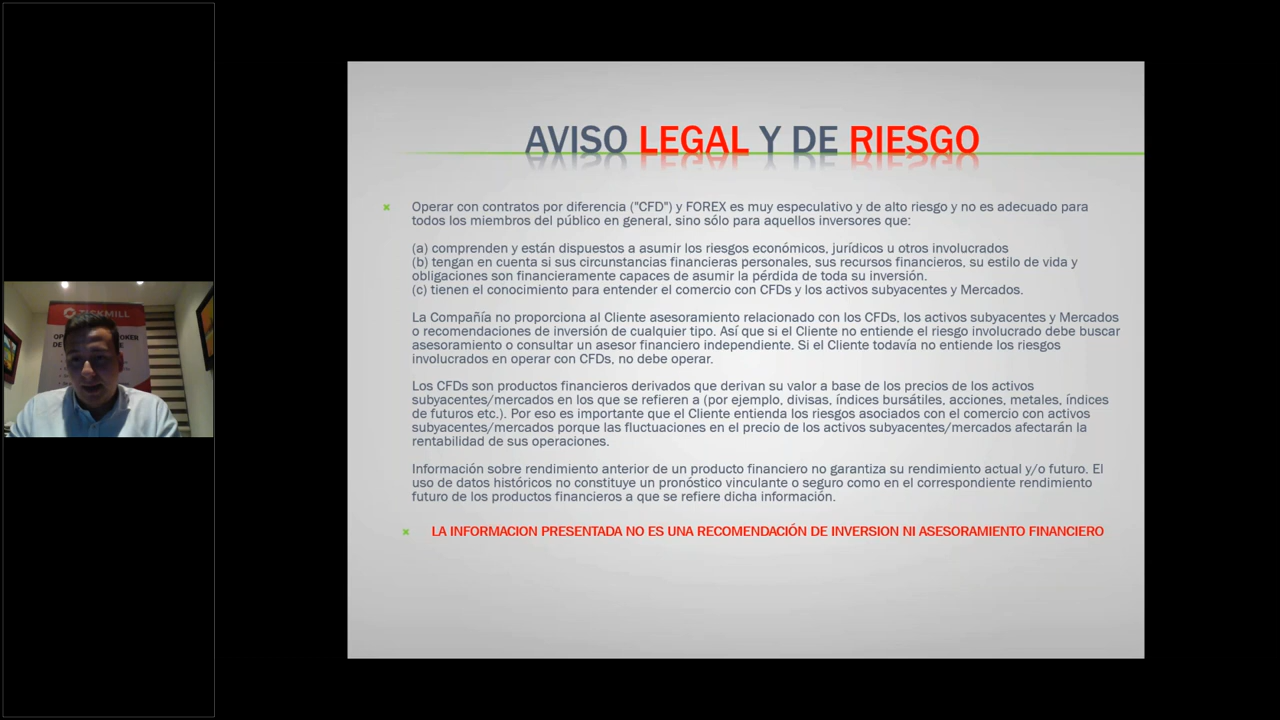 AVISO LEGAL Y DE RIESGO
Operar con contratos por diferencia ("CFD") y FOREX es muy especulativo y de alto riesgo y no es adecuado para
todos los miembros del público en general, sino sólo para aquellos inversores que:
(a) comprenden y están dispuestos a asumir los riesgos económicos, jurídicos u otros involucrados
(b) tengan en cuenta si sus circunstancias financieras personales, sus recursos financieros, su estilo de vida y
obligaciones son financieramente capaces de asumir la pérdida de toda su inversión.
(c) tienen el conocimiento para entender el comercio con CFDs y los activos subyacentes y Mercados.
La Compañía no proporciona al Cliente asesoramiento relacionado con los CFDs, los activos subyacentes y Mercados
o recomendaciones de inversión de cualquier tipo. Así que si el Cliente no entiende el riesgo involucrado debe buscar
asesoramiento o consultar un asesor financiero independiente. Si el Cliente todavía no entiende los riesgos
involucrados en operar con CFDs, no debe operar.
Los CFDs son productos financieros derivados que derivan su valor a base de los precios de los activos
subyacentes/mercados en los que se refieren a (por ejemplo, divisas, índices bursátiles, acciones, metales, índices
de futuros etc.). Por eso es importante que el Cliente entienda los riesgos asociados con el comercio con activos
subyacentes/mercados porque las fluctuaciones en el precio de los activos subyacentes/mercados afectarán la
rentabilidad de sus operaciones.
Información sobre rendimiento anterior de un producto financiero no garantiza su rendimiento actual y/o futuro. El
uso de datos históricos no constituye un pronóstico vinculante o seguro como en el correspondiente rendimiento
futuro de los productos financieros a que se refiere dicha información.
LA INFORMACION PRESENTADA NO ES UNA RECOMENDACIÓN DE INVERSION NI ASESORAMIENTO FINANCIERO